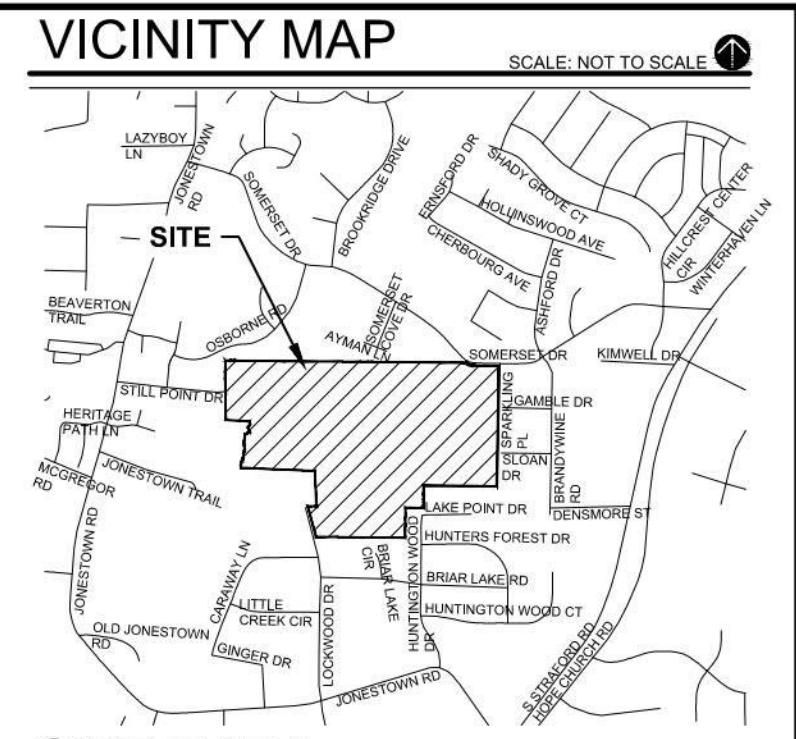 VICINITY MAP
SCALE: NOT TO SCALE
LAZYBOY
LN
JONESTOWN
RD
SOMERSET DR
BROOKRIDGE DRIVE
ERNSFORD DR
SHADY GROVE CT
HOLLINSWOOD AVE
CHERBOURG AVE
HILLCREST CENTER
CIR
WINTERHAVEN LN
SITE
BEAVERTON
TRAIL
OSBORNE RD
SOMERSET
COVE DR
AYMAN LN
ASHFORD DR
SOMERSET DR
KIMWELL DR
STILL POINT DR
SPARKLING
PL
GAMBLE DR
HERITAGE
PATH LN
SLOAN
DR
BRANDYWINE
RD
MCGREGOR
RD
JONESTOWN TRAIL
LAKE POINT DR
DENSMORE ST
JONESTOWN RD
HUNTERS FOREST DR
CARAWAY LN
BRIAR LAKE
CIR
HUNTINGTON WOOD
DR
BRIAR LAKE RD
LITTLE
CREEK CIR
LOCKWOOD DR
HUNTINGTON WOOD CT
OLD JONESTOWN
RD
GINGER DR
JONESTOWN RD
S STRAFORD RD
HOPE CHURCH RD